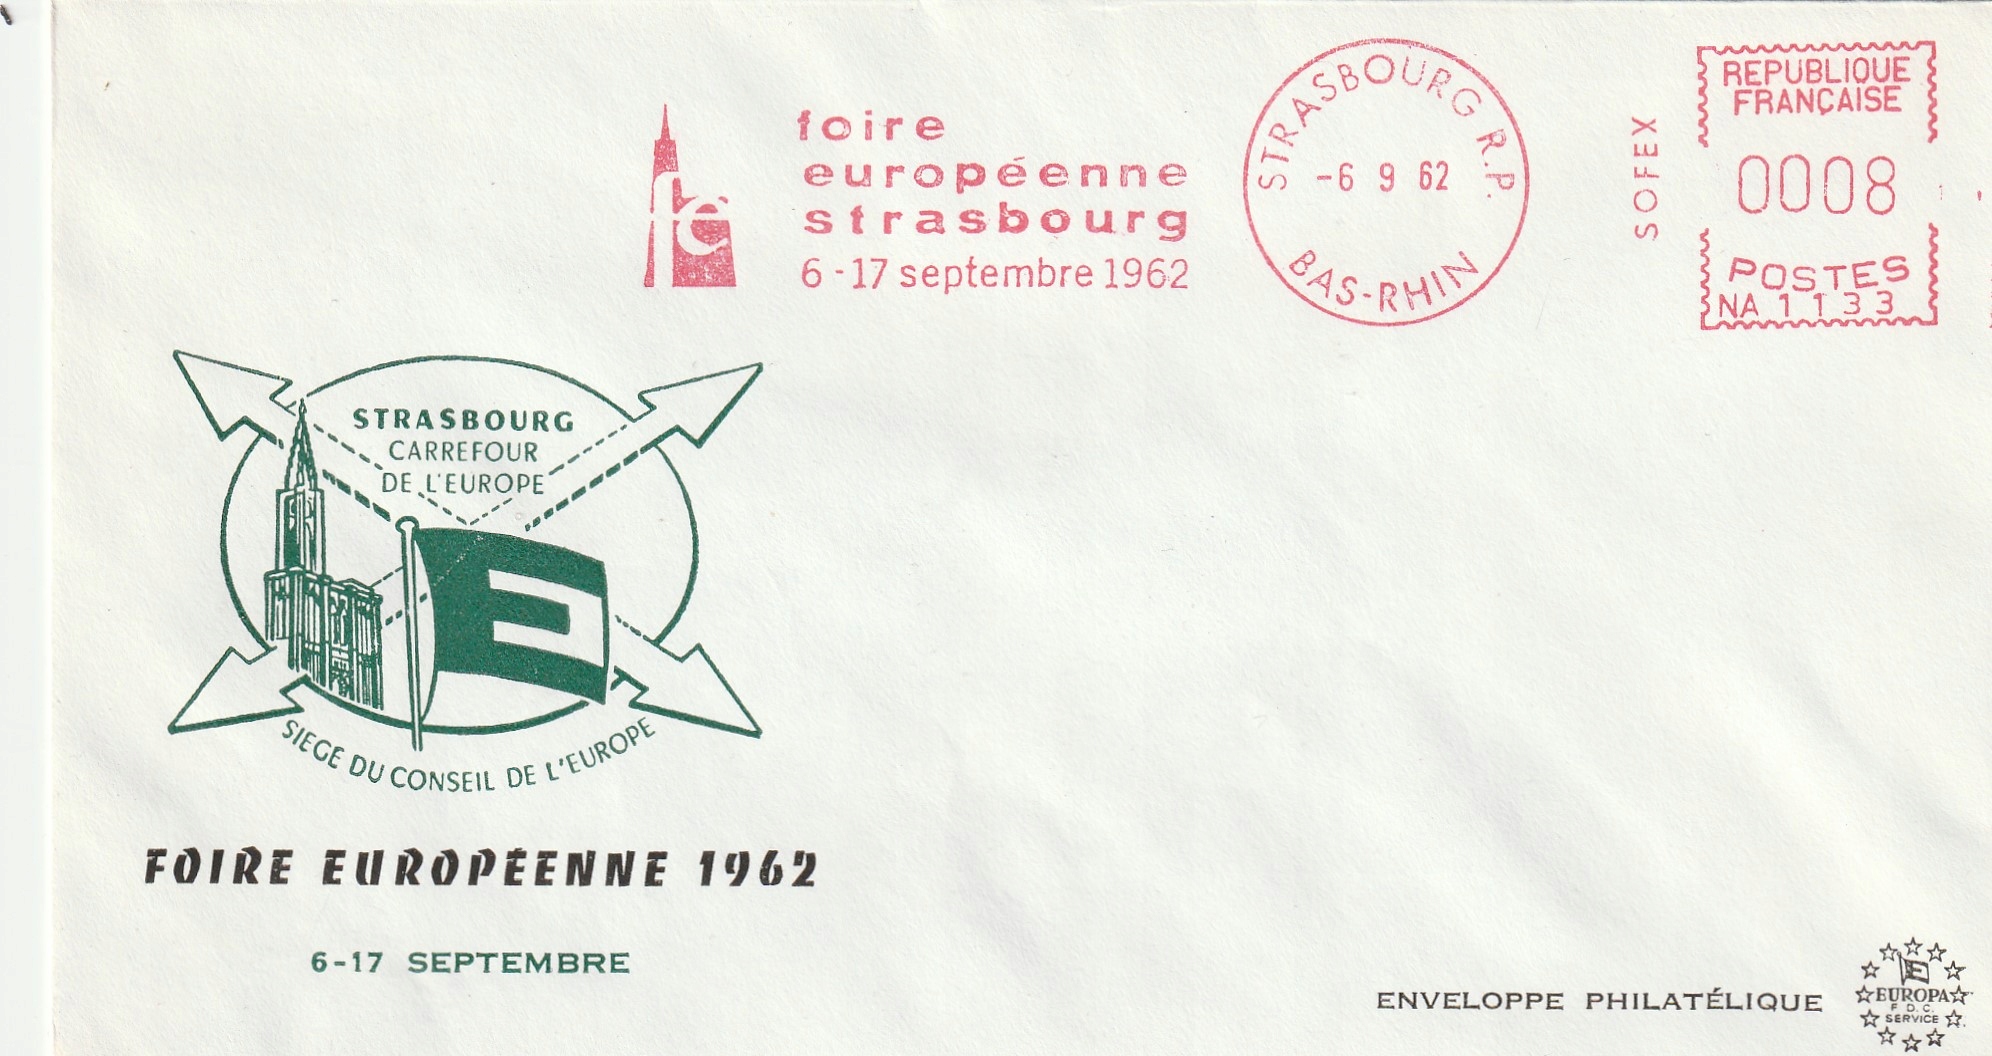 foire
européenne
strasbourg
6-17 septembre 1962
fe
STRASBOURG R.P.
-6 9 62
BAS-RHIN
SOFEX
REPUBLIQUE
FRANÇAISE
0008
POSTES
NA 1133
STRASBOURG
CARREFOUR
DE L'EUROPE
E
SIEGE DU CONSEIL DE L'EUROPE
FOIRE EUROPÉENNE 1962
6-17 SEPTEMBRE
ENVELOPPE PHILATÉLIQUE
E
EUROPA
F.D.C.
SERVICE